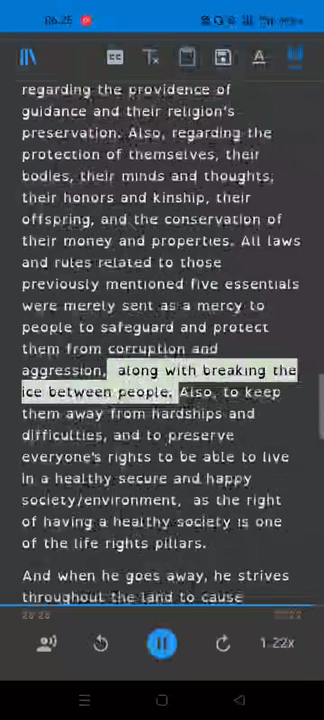 06:25
CC
regarding the providence of
guidance and their religion's
preservation. Also, regarding the
protection of themselves, their
bodies, their minds and thoughts,
their honors and kinship, their
offspring, and the conservation of
their money and properties. All laws
and rules related to those
previously mentioned five essentials
were merely sent as a mercy to
people to safeguard and protect
them from corruption and
aggression, along with breaking the
ice between people. Also, to keep
them away from hardships and
difficulties, and to preserve
everyone's rights to be able to live
in a healthy secure and happy
society/environment, as the right
of having a healthy society is one
of the life rights pillars.
And when he goes away, he strives
throughout the land to cause
1.22x